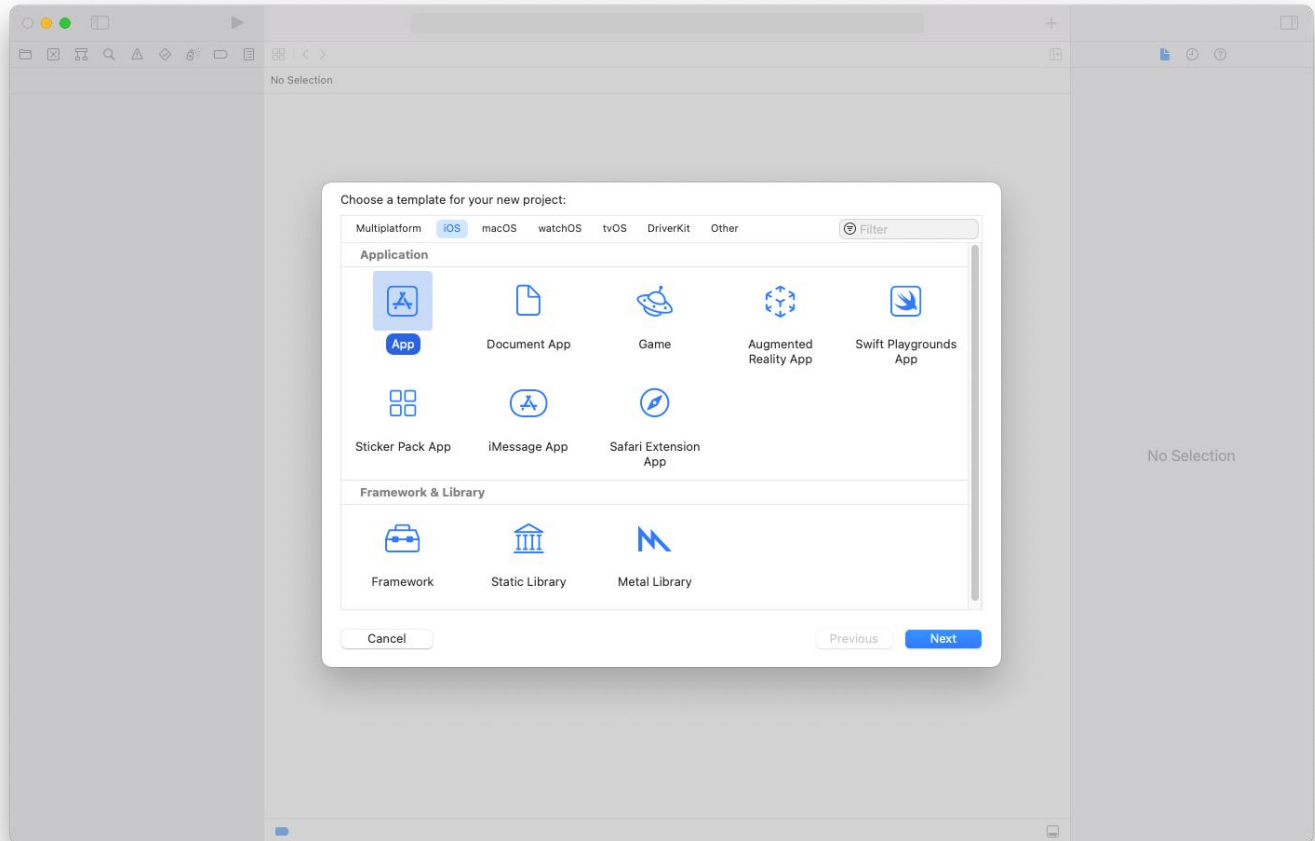 No Selection
Choose a template for your new project:
Multiplatform iOS macOS watchOS tvOS DriverKit Other Filter
Application
App Document App Game Augmented Reality App Swift Playgrounds App
Sticker Pack App iMessage App Safari Extension App
No Selection
Framework & Library
Framework Static Library Metal Library
Cancel Previous Next